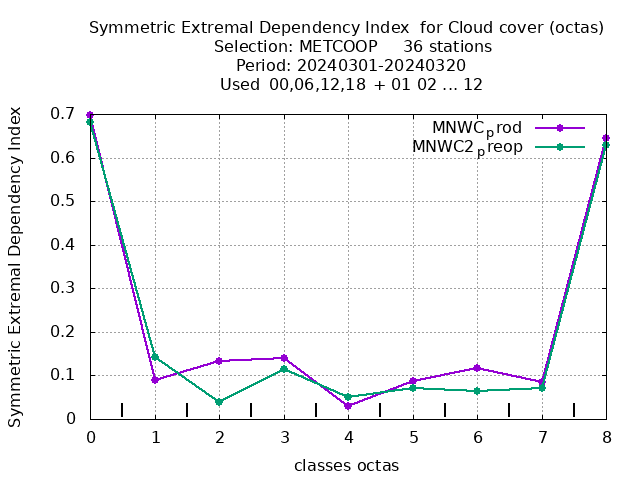 Symmetric Extremal Dependency Index  for Cloud cover (octas)
Selection: METCOOP     36 stations
Period: 20240301-20240320
Used  00,06,12,18  + 01 02 ... 12
MNWC_prod
MNWC2_preop
Symmetric Extremal Dependency Index
0.7
0.6
0.5
0.4
0.3
0.2
0.1
0
0 1 2 3 4 5 6 7 8
classes octas